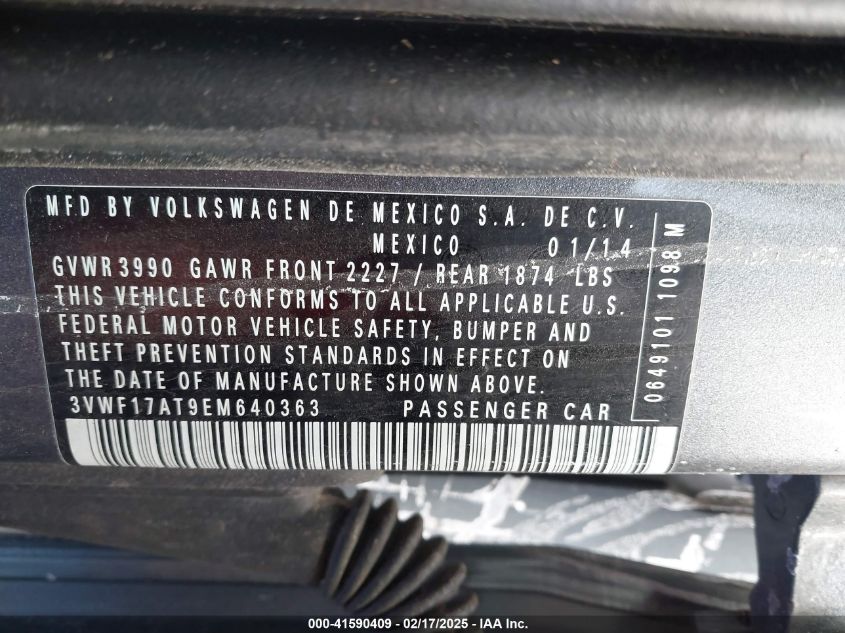 MFD BY VOLKSWAGEN DE MEXICO S.A. DE C.V.
MEXICO 01/14
GVWR 3990 GAWR FRONT 2227 / REAR 1874 LBS
THIS VEHICLE CONFORMS TO ALL APPLICABLE U.S.
FEDERAL MOTOR VEHICLE SAFETY, BUMPER AND
THEFT PREVENTION STANDARDS IN EFFECT ON
THE DATE OF MANUFACTURE SHOWN ABOVE.
3VWF17AT9EM640363 PASSENGER CAR
0649101 1098 M
000-41590409 - 02/17/2025 - IAA Inc.